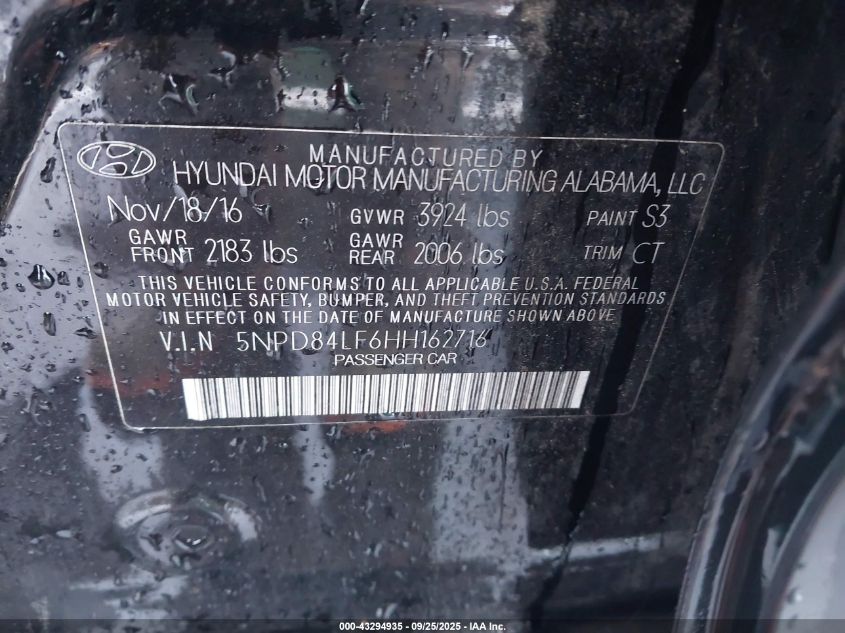 MANUFACTURED BY
HYUNDAI MOTOR MANUFACTURING ALABAMA, LLC
Nov/18/16 GVWR 3924 lbs PAINT S3
GAWR FRONT 2183 lbs GAWR REAR 2006 lbs TRIM CT
THIS VEHICLE CONFORMS TO ALL APPLICABLE U.S.A. FEDERAL
MOTOR VEHICLE SAFETY, BUMPER, AND THEFT PREVENTION STANDARDS
IN EFFECT ON THE DATE OF MANUFACTURE SHOWN ABOVE
V.I.N 5NPD84LF6HH162716
PASSENGER CAR
000-43294935 - 09/25/2025 - IAA Inc.